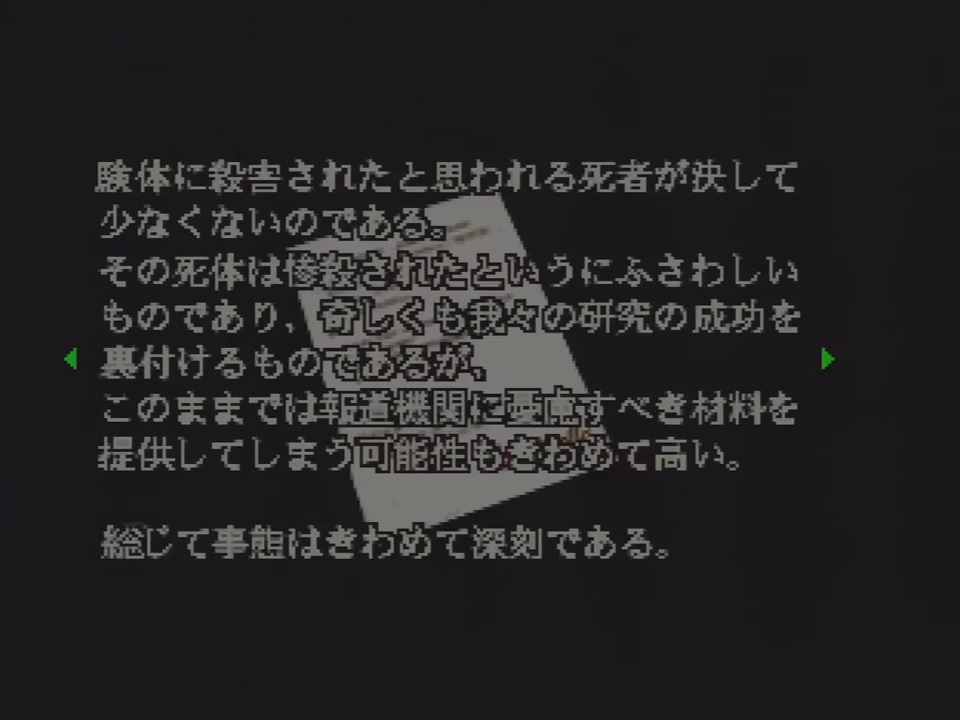 験体に殺害されたと思われる死者が決して
少なくないのである。
その死体は惨殺されたというにふさわしい
ものであり、奇しくも我々の研究の成功を
裏付けるものであるが、
このままでは報道機関に憂慮すべき材料を
提供してしまう可能性もきわめて高い。
総じて事態はきわめて深刻である。